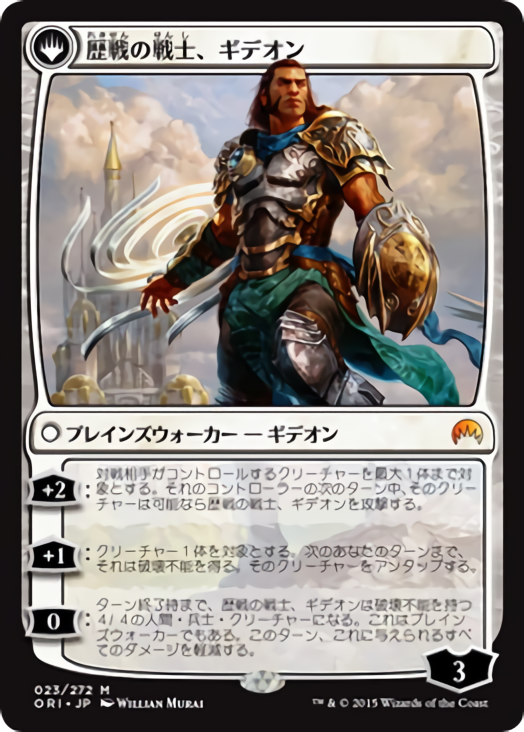 れきせん せんし
歴戦の戦士、ギデオン
プレインズウォーカー — ギデオン
+2 : 対戦相手がコントロールするクリーチャーを最大1体まで対
象とする。それのコントローラーの次のターン中、そのクリー
チャーは可能なら歴戦の戦士、ギデオンを攻撃する。
+1 : クリーチャー1体を対象とする。次のあなたのターンまで、
それは破壊不能を得る。そのクリーチャーをアンタップする。
0 : ターン終了時まで、歴戦の戦士、ギデオンは破壊不能を持つ
4/4の人間・兵士・クリーチャーになる。これはプレイン
ズウォーカーでもある。このターン、これに与えられるすべ
てのダメージを軽減する。
3
023/272 M
ORI・JP Willian Murai
™ & © 2015 Wizards of the Coast